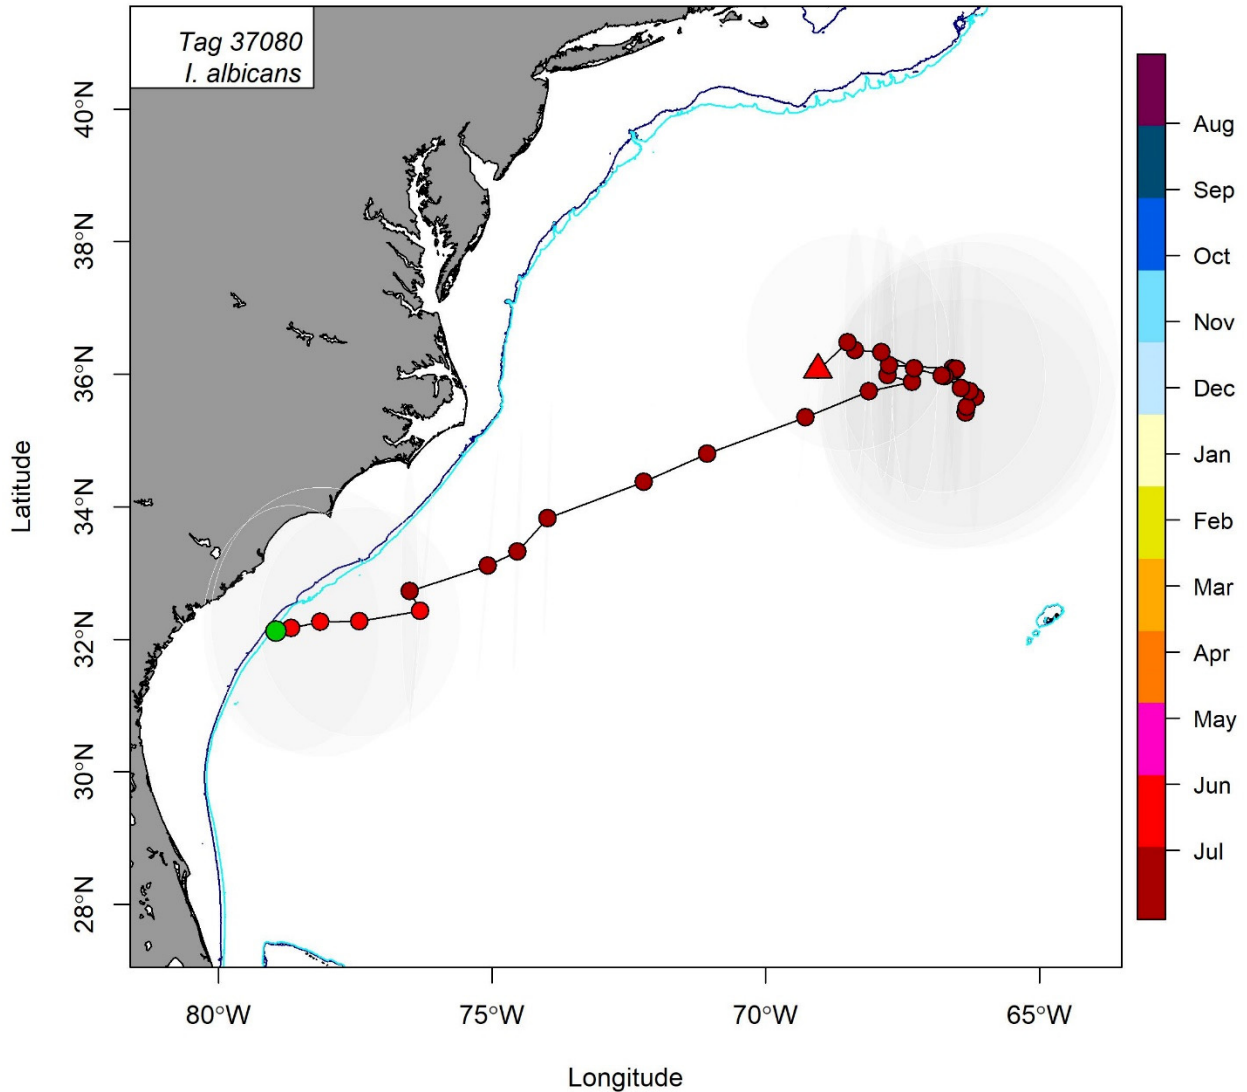 Tag 37080
I. albicans
40°N
38°N
36°N
34°N
32°N
30°N
28°N
Latitude
80°W
75°W
70°W
65°W
Longitude
Aug
Sep
Oct
Nov
Dec
Jan
Feb
Mar
Apr
May
Jun
Jul